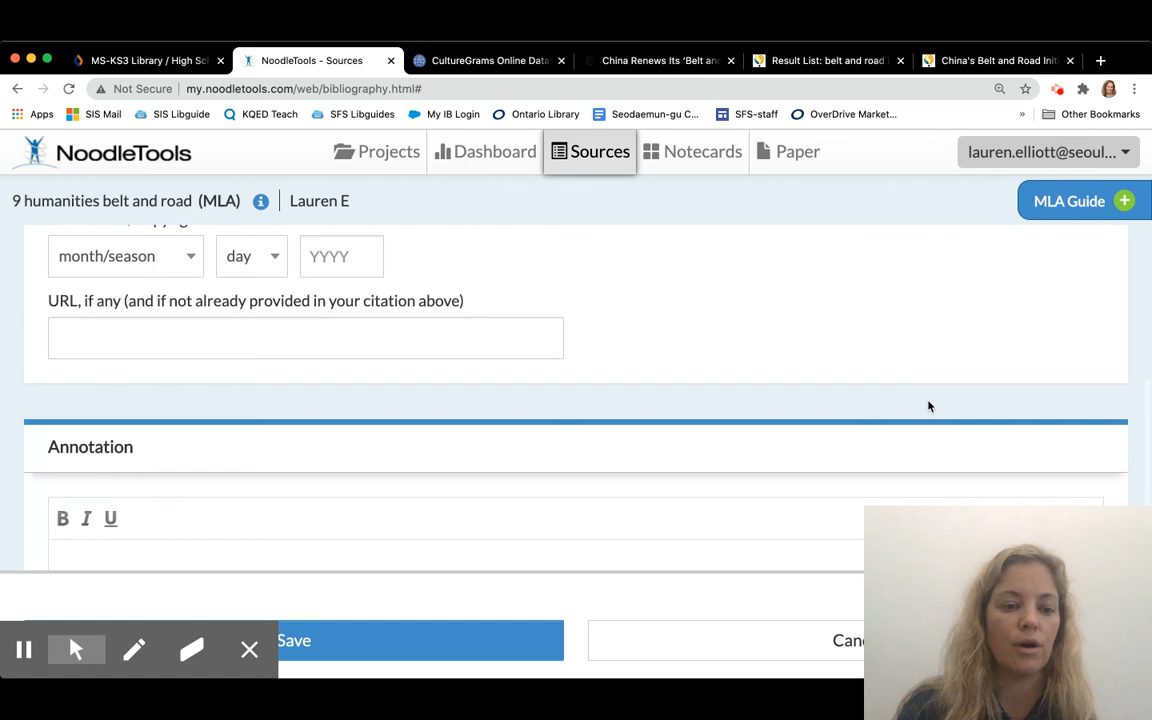 MS-KS3 Library / High Sc
NoodleTools - Sources
CultureGrams Online Data
China Renews Its 'Belt an
Result List: belt and road i
China's Belt and Road Initi
Not Secure
my.noodletools.com/web/bibliography.html#
Apps
SIS Mail
SIS Libguide
KQED Teach
SFS Libguides
My IB Login
Ontario Library
Seodaemun-gu C...
SFS-staff
OverDrive Market...
»
Other Bookmarks
NoodleTools
Projects
Dashboard
Sources
Notecards
Paper
lauren.elliott@seoul...
9 humanities belt and road (MLA)
Lauren E
MLA Guide
month/season
day
YYYY
URL, if any (and if not already provided in your citation above)
Annotation
B I U
Save
Canc